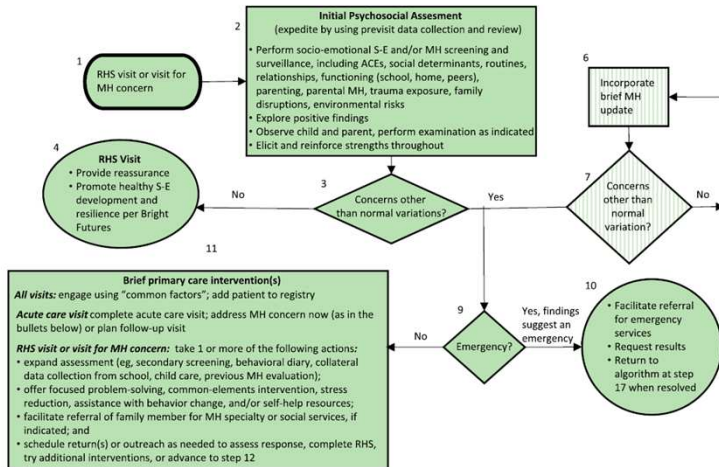 1
RHS visit or visit for
MH concern
2
Initial Psychosocial Assesment
(expedite by using previsit data collection and review)
• Perform socio-emotional S-E and/or MH screening and
surveillance, including ACEs, social determinants, routines,
relationships, functioning (school, home, peers),
parenting, parental MH, trauma exposure, family
disruptions, environmental risks
• Explore positive findings
• Observe child and parent, perform examination as indicated
• Elicit and reinforce strengths throughout
6
Incorporate
brief MH
update
4
RHS Visit
• Provide reassurance
• Promote healthy S-E
development and
resilience per Bright
Futures
No
3
Concerns other
than normal variations?
Yes
7
Concerns
other than
normal
variation?
No
11
Brief primary care intervention(s)
All visits: engage using "common factors"; add patient to registry
Acute care visit complete acute care visit; address MH concern now (as in the
bullets below) or plan follow-up visit
RHS visit or visit for MH concern: take 1 or more of the following actions:
• expand assessment (eg, secondary screening, behavioral diary, collateral
data collection from school, child care, previous MH evaluation);
• offer focused problem-solving, common-elements intervention, stress
reduction, assistance with behavior change, and/or self-help resources;
• facilitate referral of family member for MH specialty or social services, if
indicated; and
• schedule return(s) or outreach as needed to assess response, complete RHS,
try additional interventions, or advance to step 12
No
9
Emergency?
Yes, findings
suggest an
emergency
10
• Facilitate referral
for emergency
services
• Request results
• Return to
algorithm at step
17 when resolved